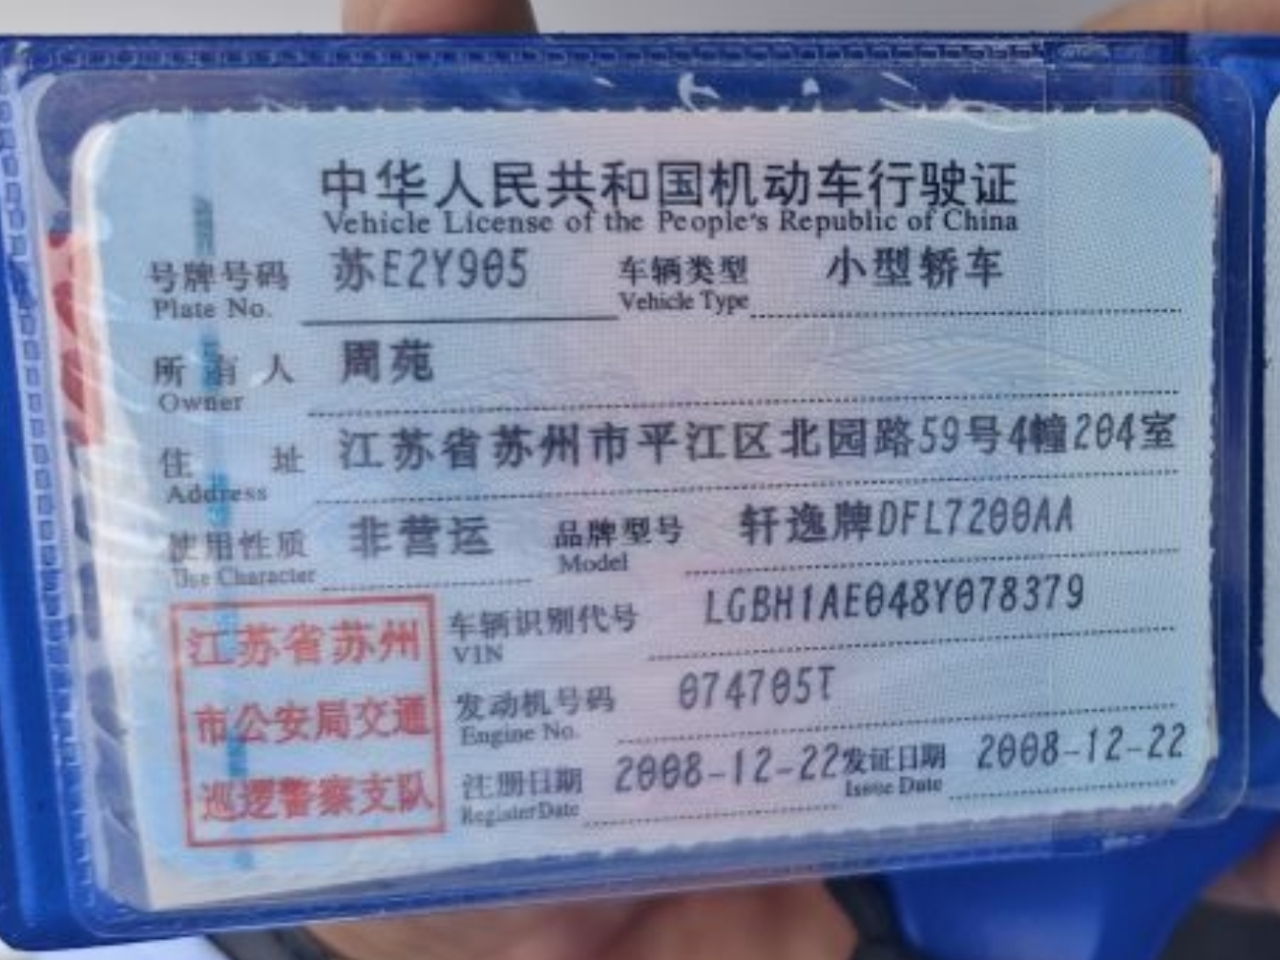 中华人民共和国机动车行驶证
Vehicle License of the People's Republic of China
号牌号码 苏E2Y905 车辆类型 小型轿车
Plate No. Vehicle Type
所有人 周苑
Owner
住址 江苏省苏州市平江区北园路59号4幢204室
Address
使用性质 非营运 品牌型号 轩逸牌DFL7200AA
Use Character Model
车辆识别代号 LGBH1AE048Y078379
VIN
发动机号码 074705T
Engine No.
注册日期 2008-12-22 发证日期 2008-12-22
Register Date Issue Date
江苏省苏州
市公安局交通
巡逻警察支队